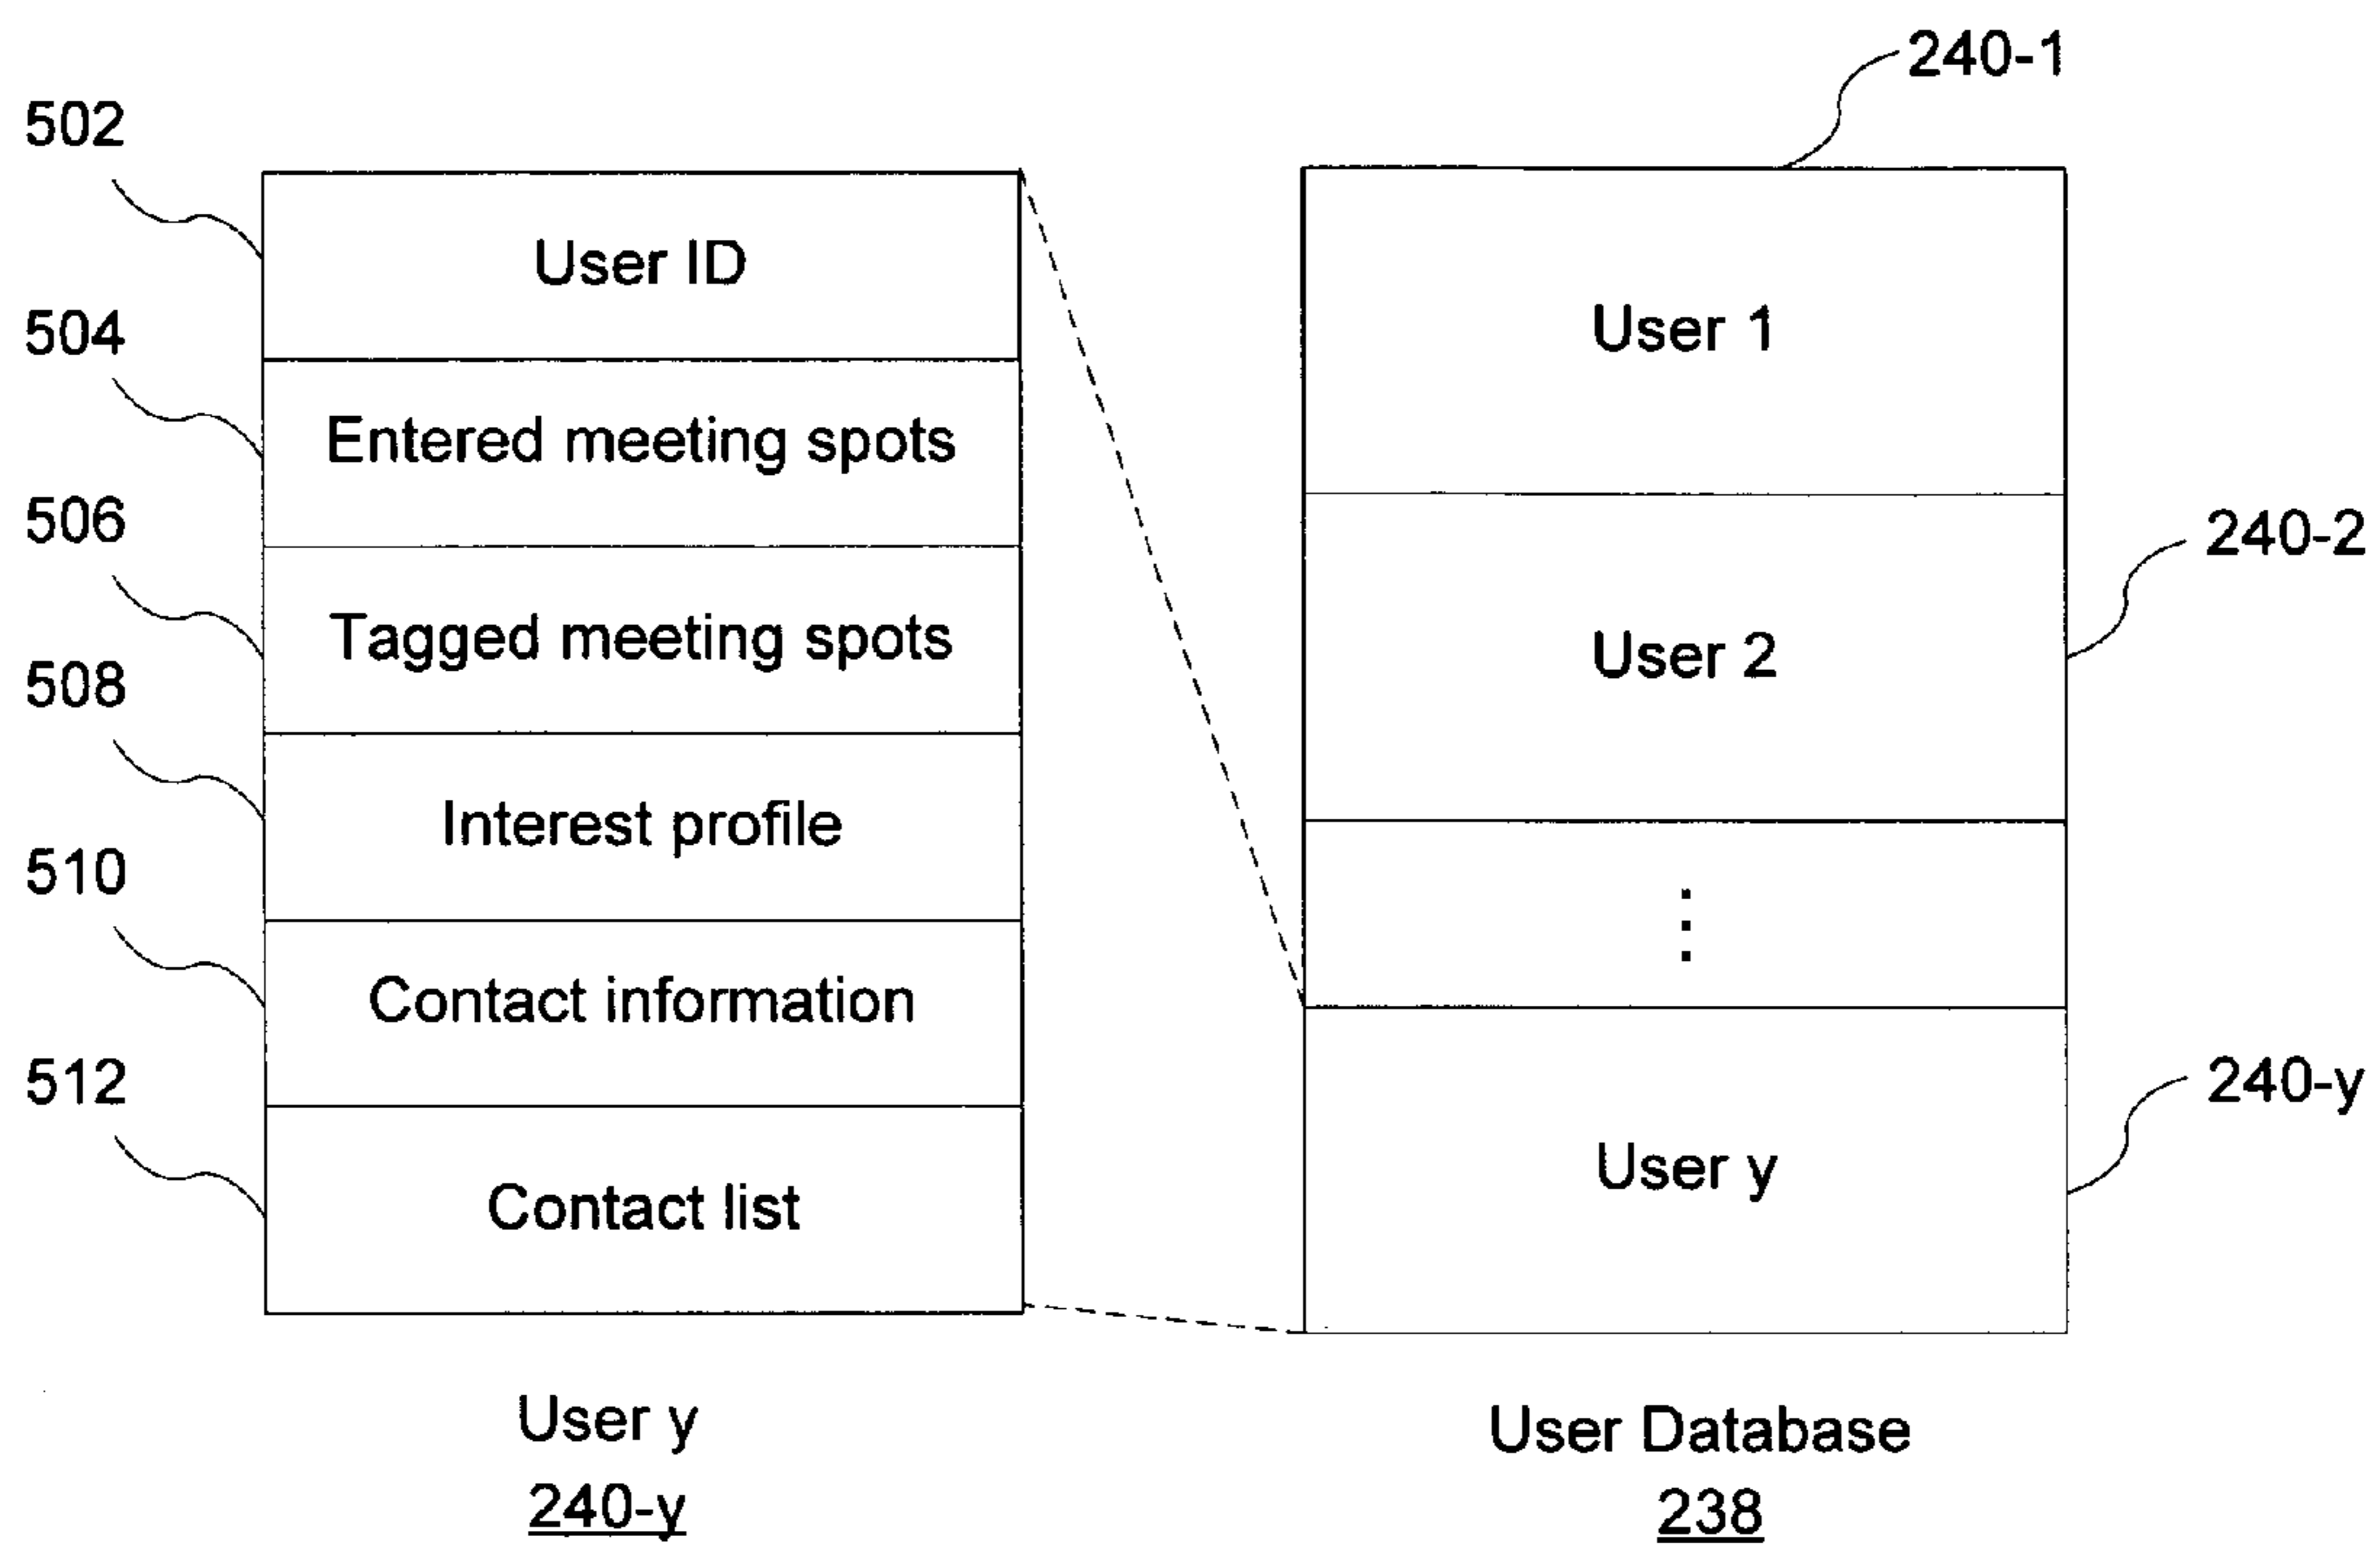 240-1
502
User ID
User 1
504
Entered meeting spots
506
240-2
Tagged meeting spots
User 2
508
Interest profile
510
Contact information
512
240-y
User y
Contact list
User y
240-y
User Database
238